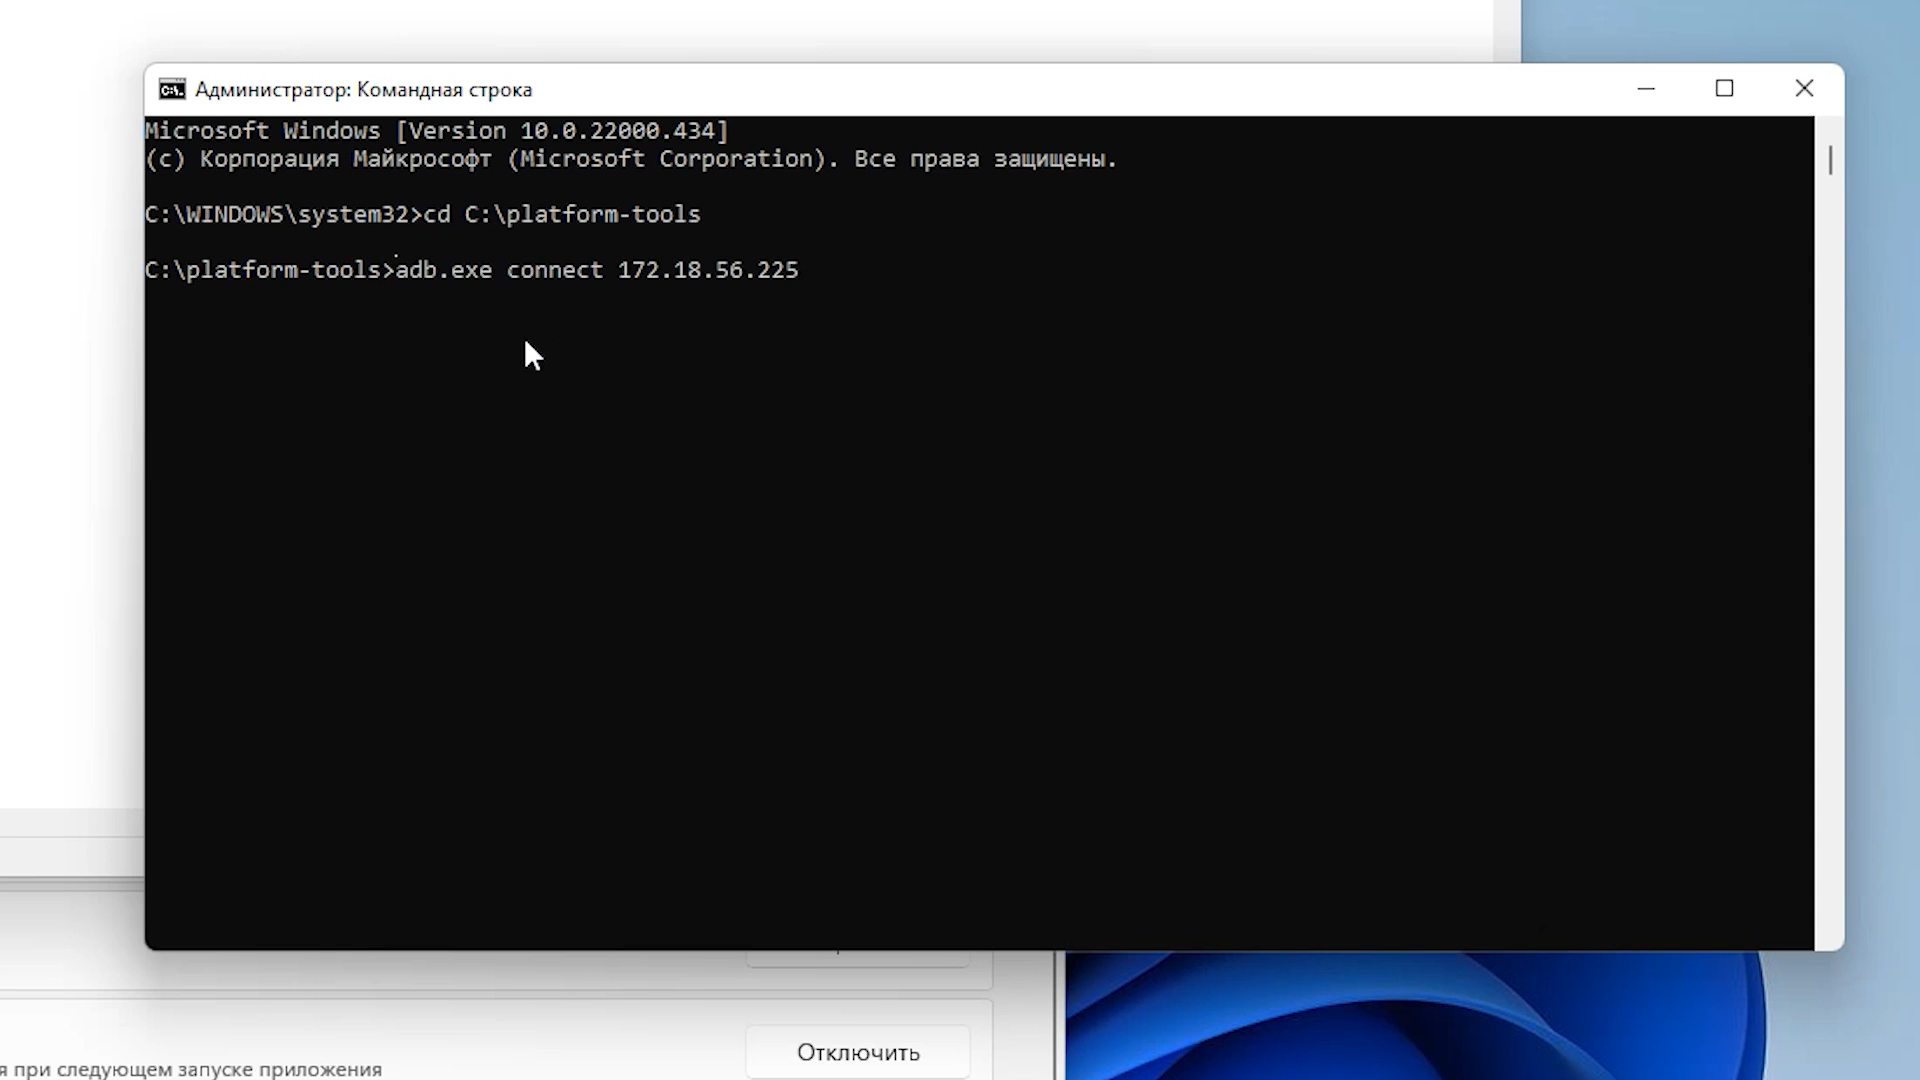 Администратор: Командная строка
Microsoft Windows [Version 10.0.22000.434]
(c) Корпорация Майкрософт (Microsoft Corporation). Все права защищены.
C:\WINDOWS\system32>cd C:\platform-tools
C:\platform-tools>adb.exe connect 172.18.56.225
Отключить
я при следующем запуске приложения